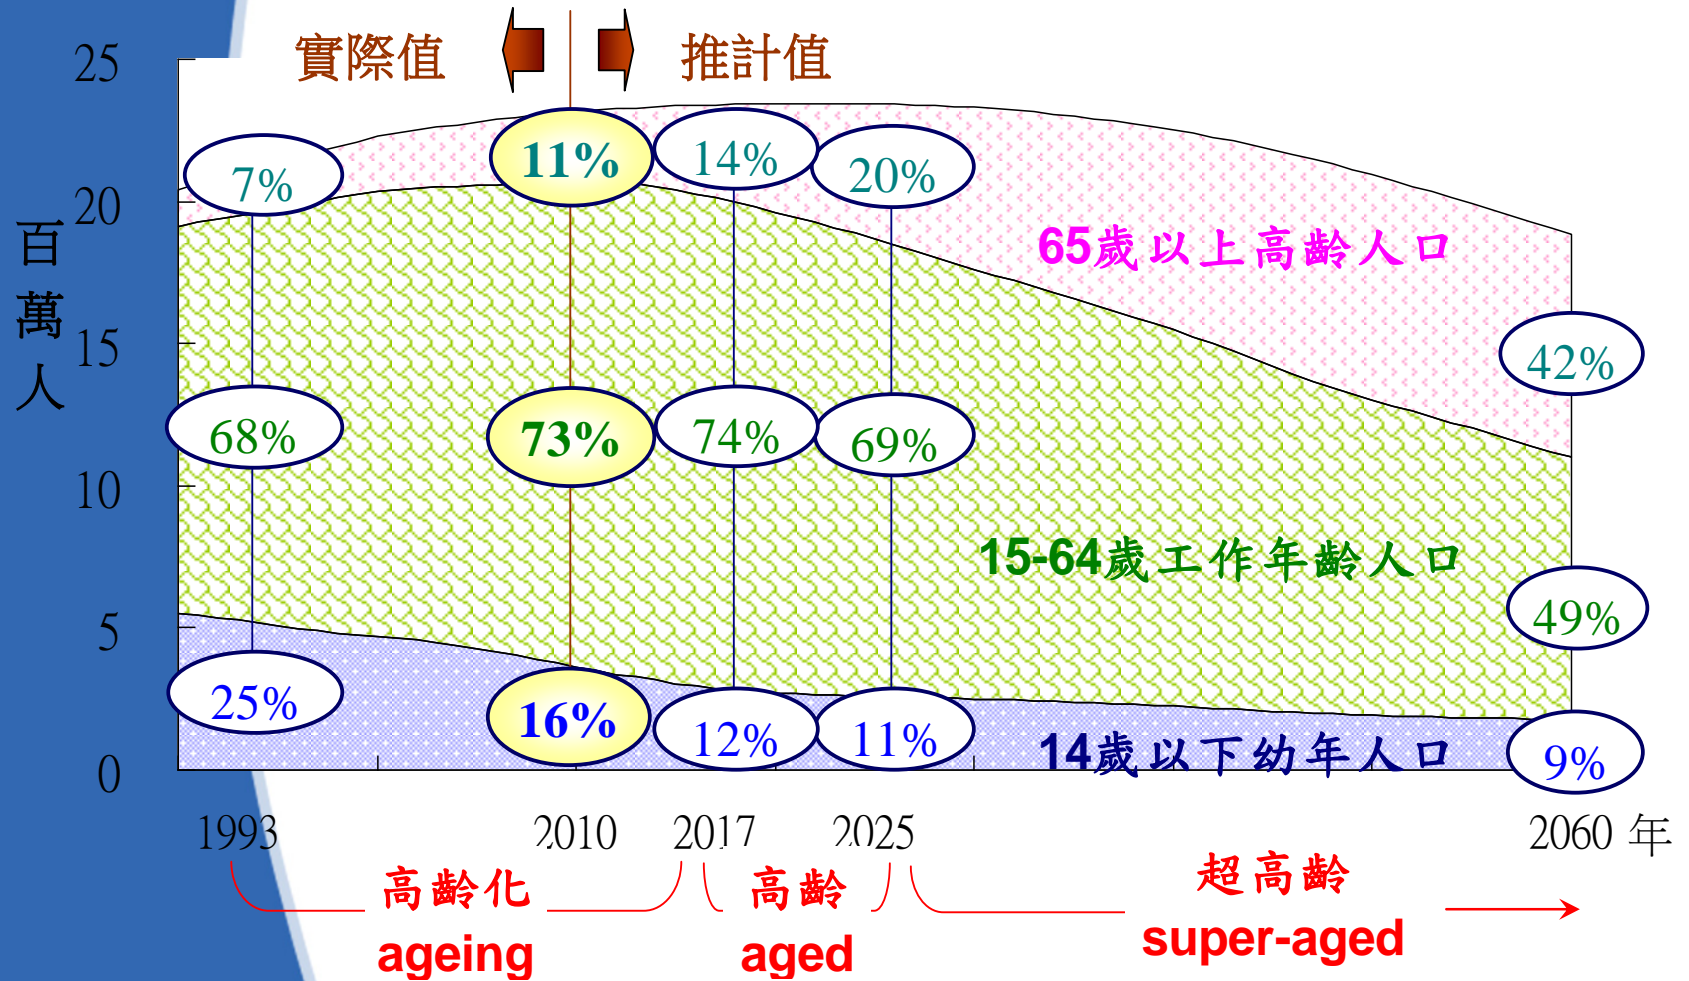 實際值 推計值
25
20
15
10
5
0
百萬人
7% 11% 14% 20%
65歲以上高齡人口
42%
68% 73% 74% 69%
15-64歲工作年齡人口
49%
25% 16% 12% 11%
14歲以下幼年人口
9%
1993 2010 2017 2025 2060 年
高齡化 高齡 超高齡
ageing aged super-aged